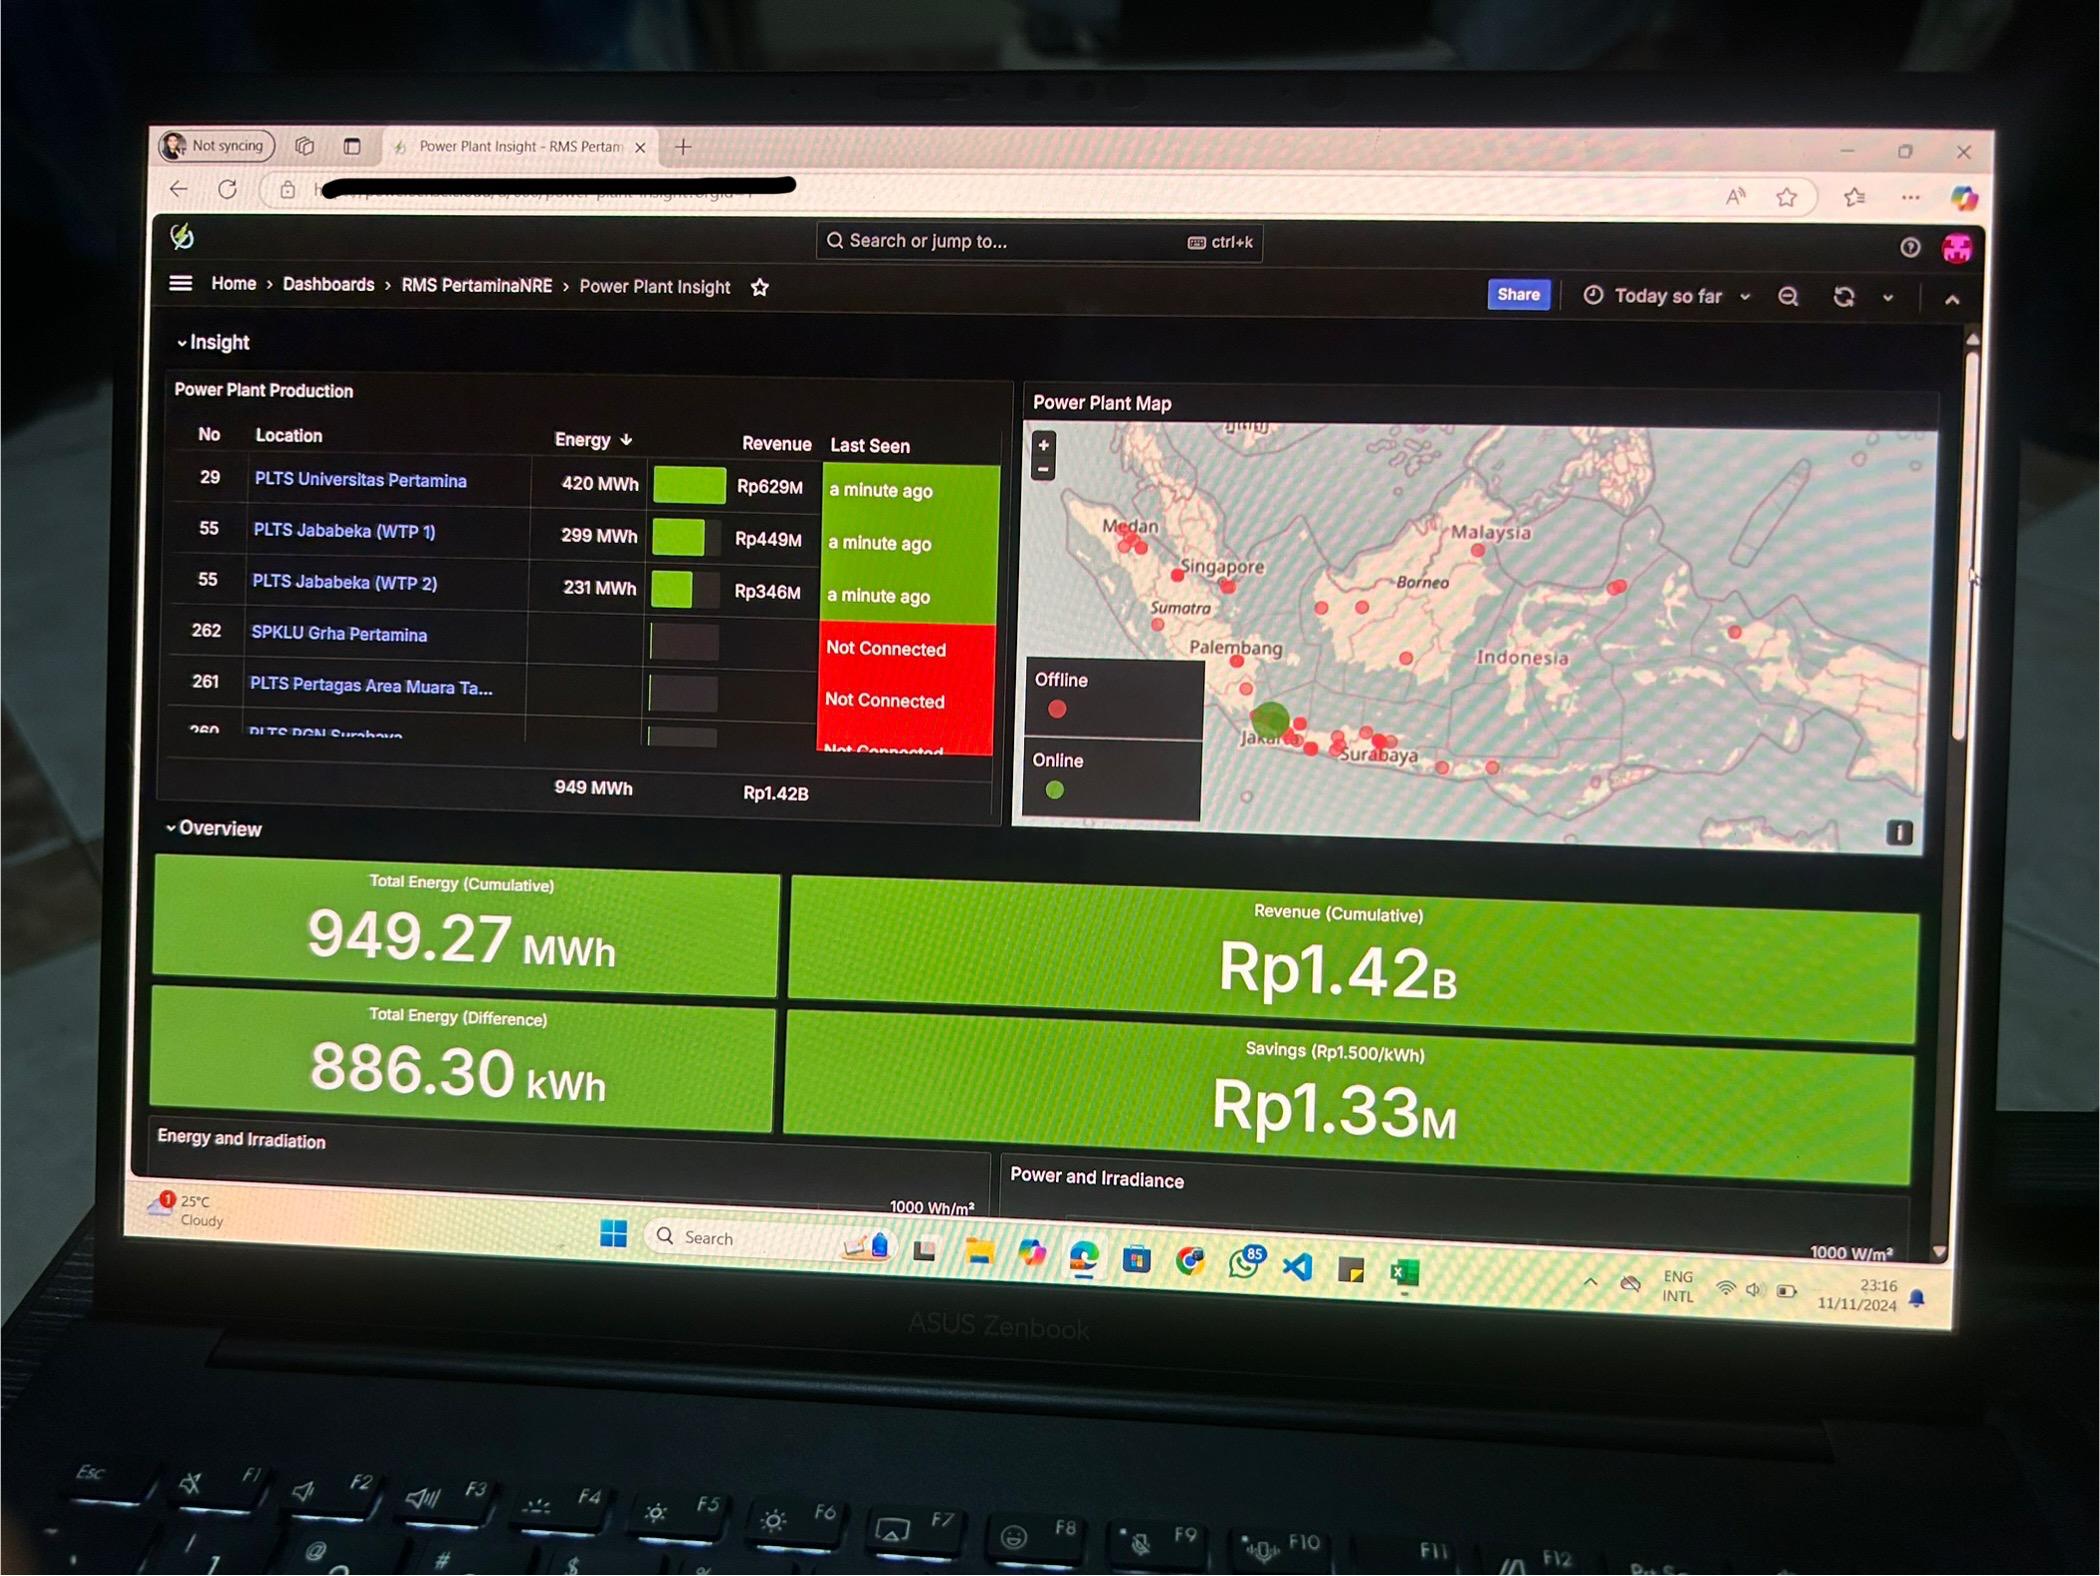 Not syncing
Power Plant Insight - RMS Pertam
Search or jump to... ctrl+k
Home › Dashboards › RMS PertaminaNRE › Power Plant Insight
Share
Today so far
Insight
Power Plant Production
No Location Energy Revenue Last Seen
29 PLTS Universitas Pertamina 420 MWh Rp629M a minute ago
55 PLTS Jababeka (WTP 1) 299 MWh Rp449M a minute ago
55 PLTS Jababeka (WTP 2) 231 MWh Rp346M a minute ago
262 SPKLU Grha Pertamina Not Connected
261 PLTS Pertagas Area Muara Ta... Not Connected
260 PLTS PGN Surabaya Not Connected
949 MWh Rp1.42B
Power Plant Map
+
-
Medan
Malaysia
Singapore
Borneo
Sumatra
Palembang
Indonesia
Jakarta
Surabaya
Offline
Online
i
Overview
Total Energy (Cumulative)
949.27 MWh
Revenue (Cumulative)
Rp1.42B
Total Energy (Difference)
886.30 kWh
Savings (Rp1.500/kWh)
Rp1.33M
Energy and Irradiation
1000 Wh/m²
Power and Irradiance
1000 W/m²
1
25°C
Cloudy
Search
85
ENG
INTL
23:16
11/11/2024
ASUS Zenbook
Esc F1 F2 F3 F4 F5 F6 F7 F8 F9 F10 F11 F12
! 1 @ # $